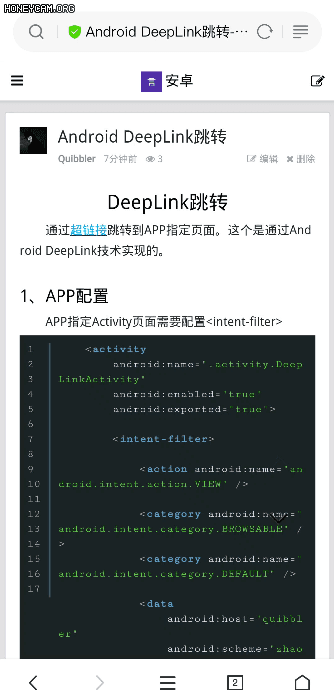 HONEYCAM.ORG
Android DeepLink跳转-···
安卓
Android DeepLink跳转
Quibbler 7分钟前 3 编辑 删除
DeepLink跳转
通过超链接跳转到APP指定页面。这个是通过And
roid DeepLink技术实现的。
1、APP配置
APP指定Activity页面需要配置<intent-filter>
1 <activity
2 android:name=".activity.Deep
3 LinkActivity"
4 android:enabled="true"
5 android:exported="true">
6
7 <intent-filter>
8
9 <action android:name="an
10 droid.intent.action.VIEW" />
11
12 <category android:name="
13 android.intent.category.BROWSABLE" /
14 >
15 <category android:name="
16 android.intent.category.DEFAULT" />
17
<data
android:host="quibbl
er"
android:scheme="zhao
2